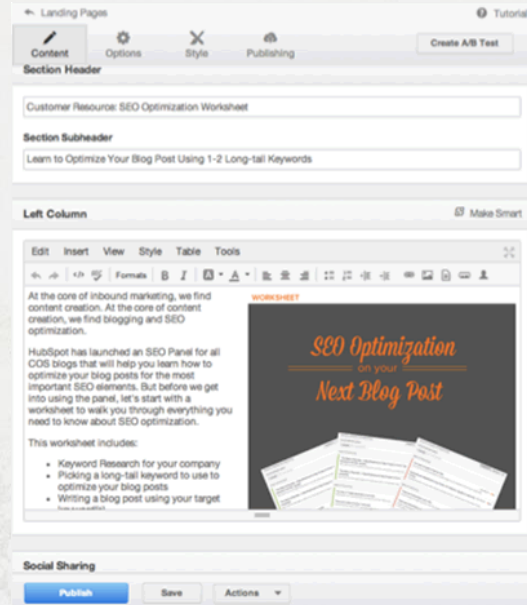 Landing Pages
Tutorial
Content
Options
Style
Publishing
Create A/B Test
Section Header
Customer Resource: SEO Optimization Worksheet
Section Subheader
Learn to Optimize Your Blog Post Using 1-2 Long-tail Keywords
Left Column
Make Smart
Edit Insert View Style Table Tools
Formats B I A
At the core of inbound marketing, we find
content creation. At the core of content
creation, we find blogging and SEO
optimization.
HubSpot has launched an SEO Panel for all
COS blogs that will help you learn how to
optimize your blog posts for the most
important SEO elements. But before we get
into using the panel, let's start with a
worksheet to walk you through everything you
need to know about SEO optimization.
This worksheet includes:
Keyword Research for your company
Picking a long-tail keyword to use to
optimize your blog posts
Writing a blog post using your target
WORKSHEET
SEO Optimization
on your
Next Blog Post
Social Sharing
Publish
Save
Actions